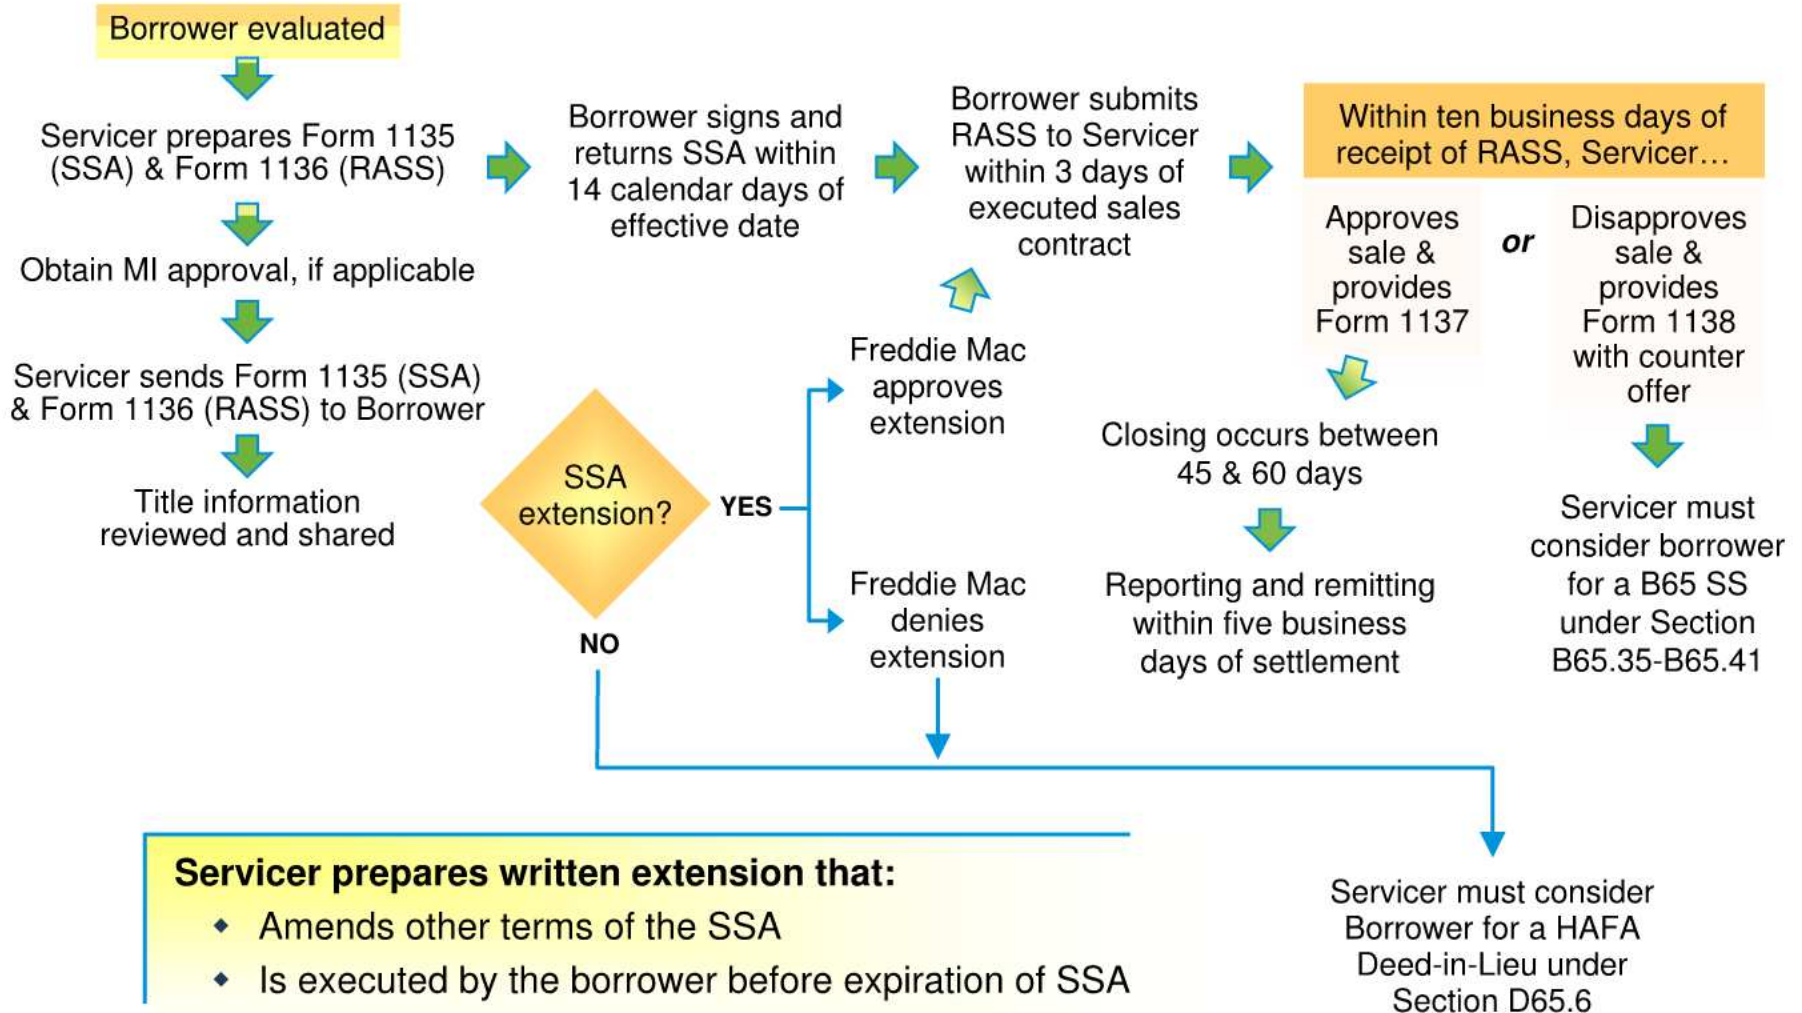 Borrower evaluated
Servicer prepares Form 1135
(SSA) & Form 1136 (RASS)
Obtain MI approval, if applicable
Servicer sends Form 1135 (SSA)
& Form 1136 (RASS) to Borrower
Title information
reviewed and shared
Borrower signs and
returns SSA within
14 calendar days of
effective date
Borrower submits
RASS to Servicer
within 3 days of
executed sales
contract
Within ten business days of
receipt of RASS, Servicer…
Approves
sale &
provides
Form 1137
or
Disapproves
sale &
provides
Form 1138
with counter
offer
Closing occurs between
45 & 60 days
Reporting and remitting
within five business
days of settlement
Servicer must
consider borrower
for a B65 SS
under Section
B65.35-B65.41
SSA
extension?
YES
NO
Freddie Mac
approves
extension
Freddie Mac
denies
extension
Servicer must consider
Borrower for a HAFA
Deed-in-Lieu under
Section D65.6
Servicer prepares written extension that:
◆ Amends other terms of the SSA
◆ Is executed by the borrower before expiration of SSA